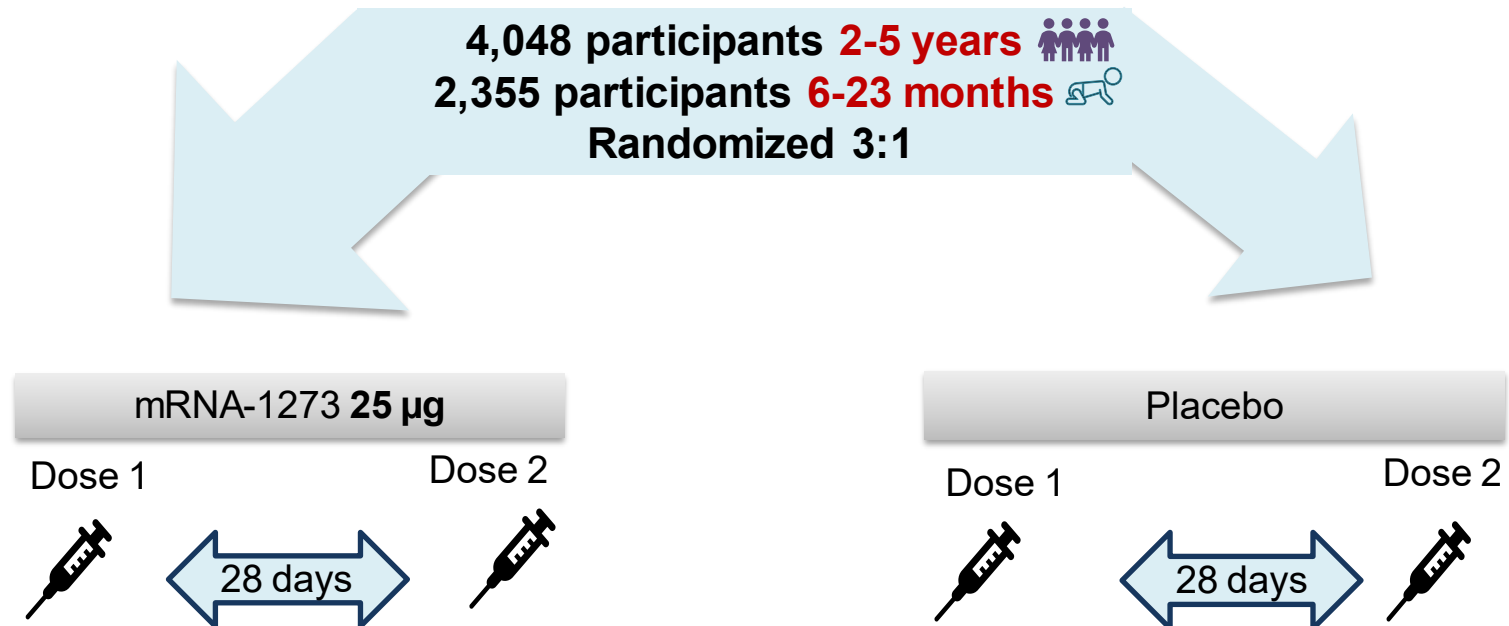 4,048 participants 2-5 years
2,355 participants 6-23 months
Randomized 3:1
mRNA-1273 25 µg
Placebo
Dose 1
Dose 2
Dose 1
Dose 2
28 days
28 days